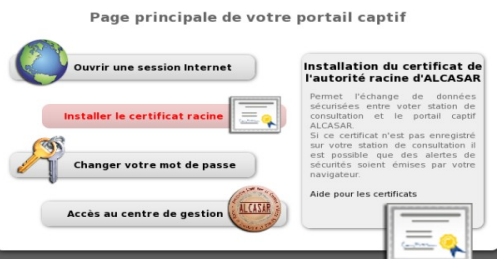 Page principale de votre portail captif
Ouvrir une session Internet
Installer le certificat racine
Changer votre mot de passe
Accès au centre de gestion
ALCASAR
Installation du certificat de
l'autorité racine d'ALCASAR
Permet l'échange de données
sécurisées entre voter station de
consultation et le portail captif
ALCASAR.
Si ce certificat n'est pas enregistré
sur votre station de consultation il
est possible que des alertes de
sécurités soient émises par votre
navigateur.
Aide pour les certificats